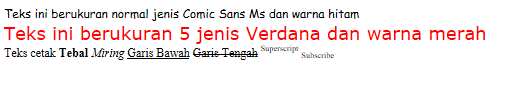 Teks ini berukuran normal jenis Comic Sans Ms dan warna hitam
Teks ini berukuran 5 jenis Verdana dan warna merah
Teks cetak Tebal Miring Garis Bawah Garis Tengah Superscript Subscribe